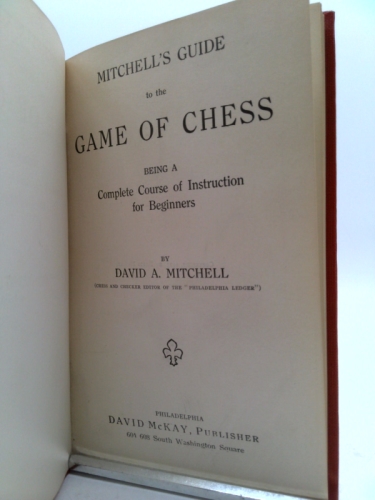 MITCHELL'S GUIDE
to the
GAME OF CHESS
BEING A
Complete Course of Instruction
for Beginners
BY
DAVID A. MITCHELL
(CHESS AND CHECKER EDITOR OF THE "PHILADELPHIA LEDGER")
PHILADELPHIA
DAVID MCKAY, PUBLISHER
604-608 South Washington Square